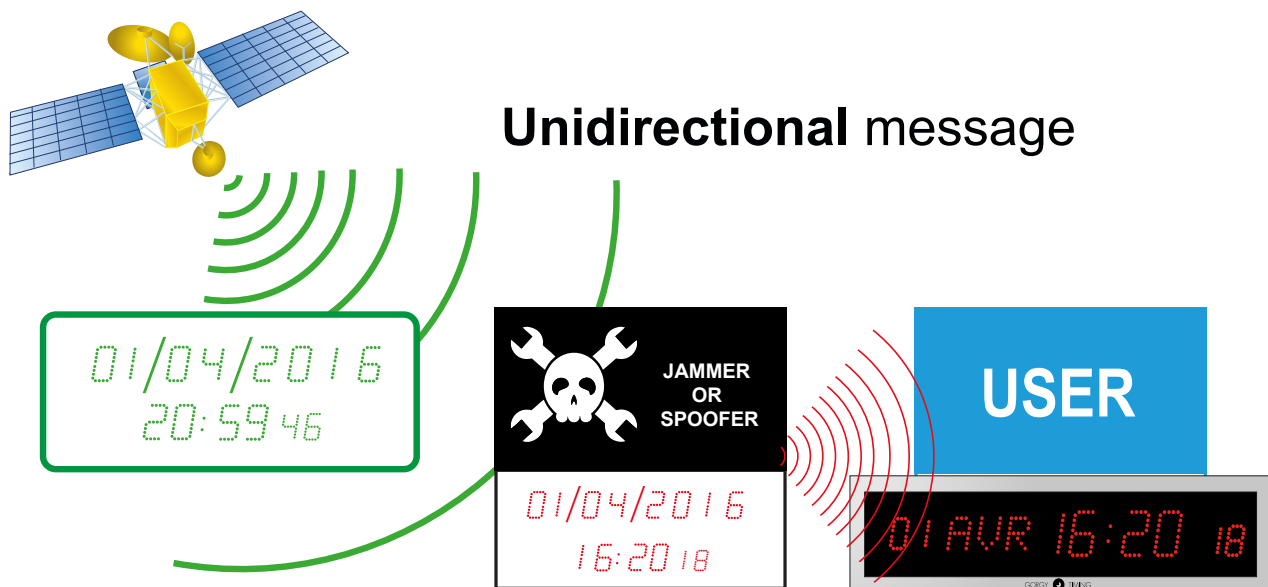 Unidirectional message
01/04/2016
20:59 46
JAMMER
OR
SPOOFER
01/04/2016
16:20 18
USER
01 AVR 16:20 18
GORGY TIMING